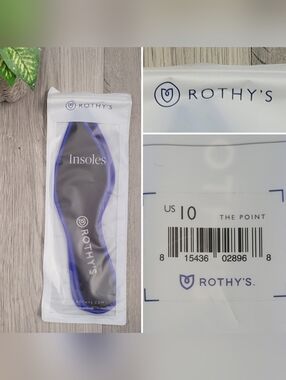 ROTHY'S
Insoles
ROTHY'S
ROTHY'S
US 10 THE POINT
8 15436 02896 8
ROTHY'S.